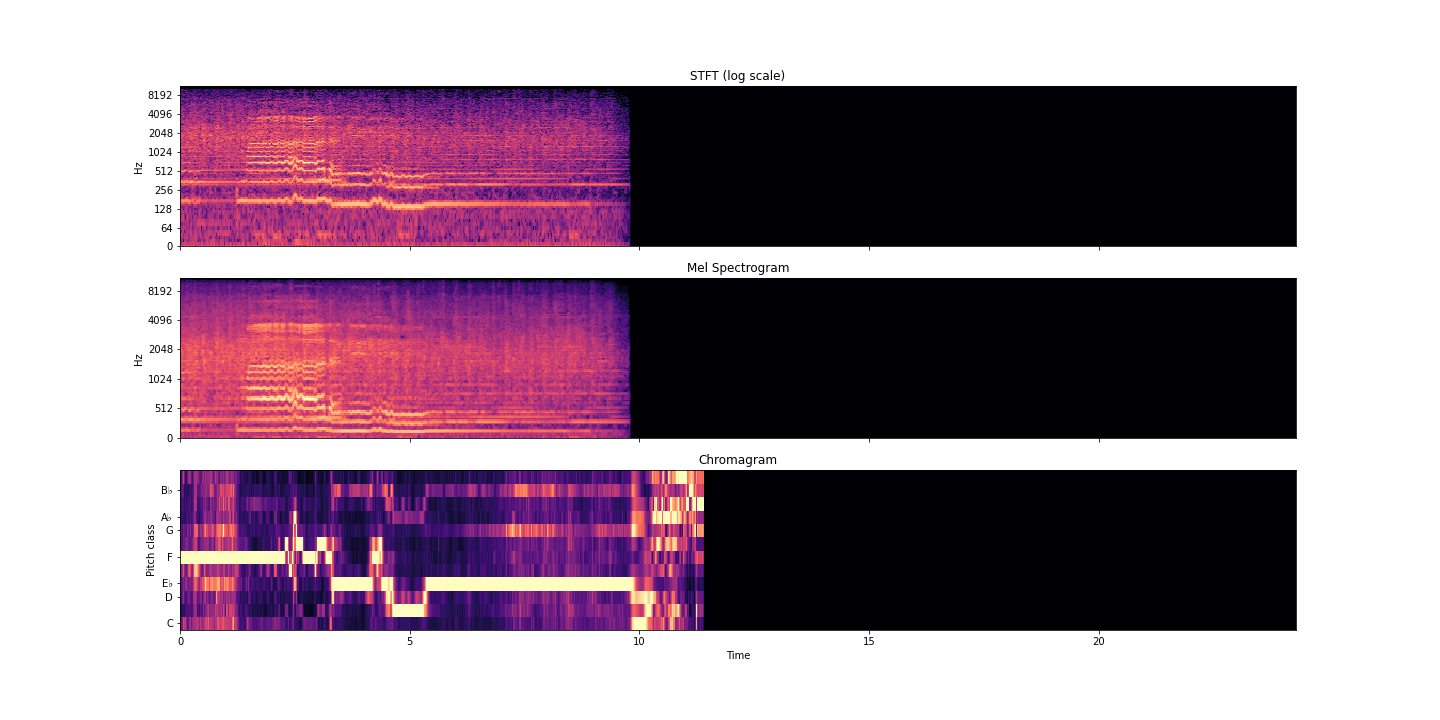 STFT (log scale)
8192
4096
2048
1024
512
256
128
64
0
Hz
Mel Spectrogram
8192
4096
2048
1024
512
0
Hz
Chromagram
B♭
A♭
G
F
E♭
D
C
Pitch class
0 5 10 15 20
Time